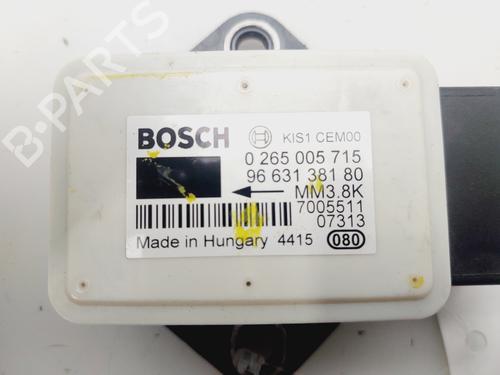 B-PARTS
BOSCH KIS1 CEM00
0 265 005 715
96 631 381 80
MM3.8K
7005511
07313
Made in Hungary 4415 080